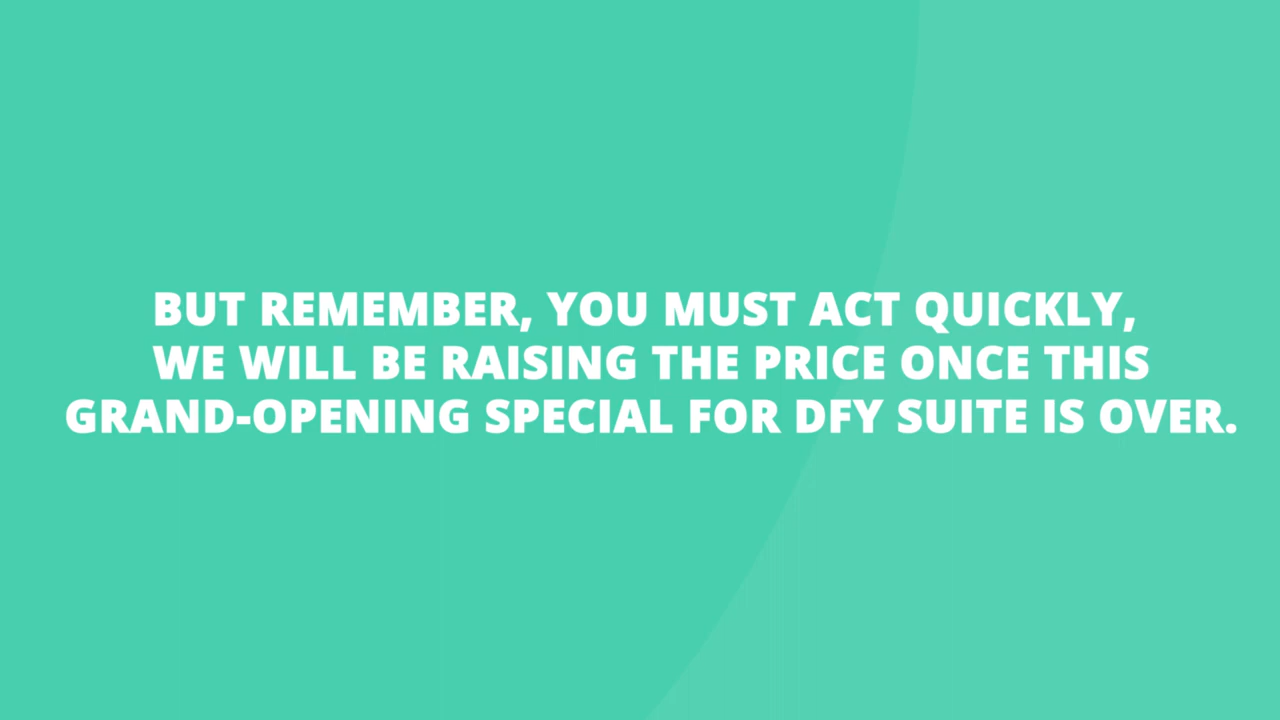 BUT REMEMBER, YOU MUST ACT QUICKLY,
WE WILL BE RAISING THE PRICE ONCE THIS
GRAND-OPENING SPECIAL FOR DFY SUITE IS OVER.